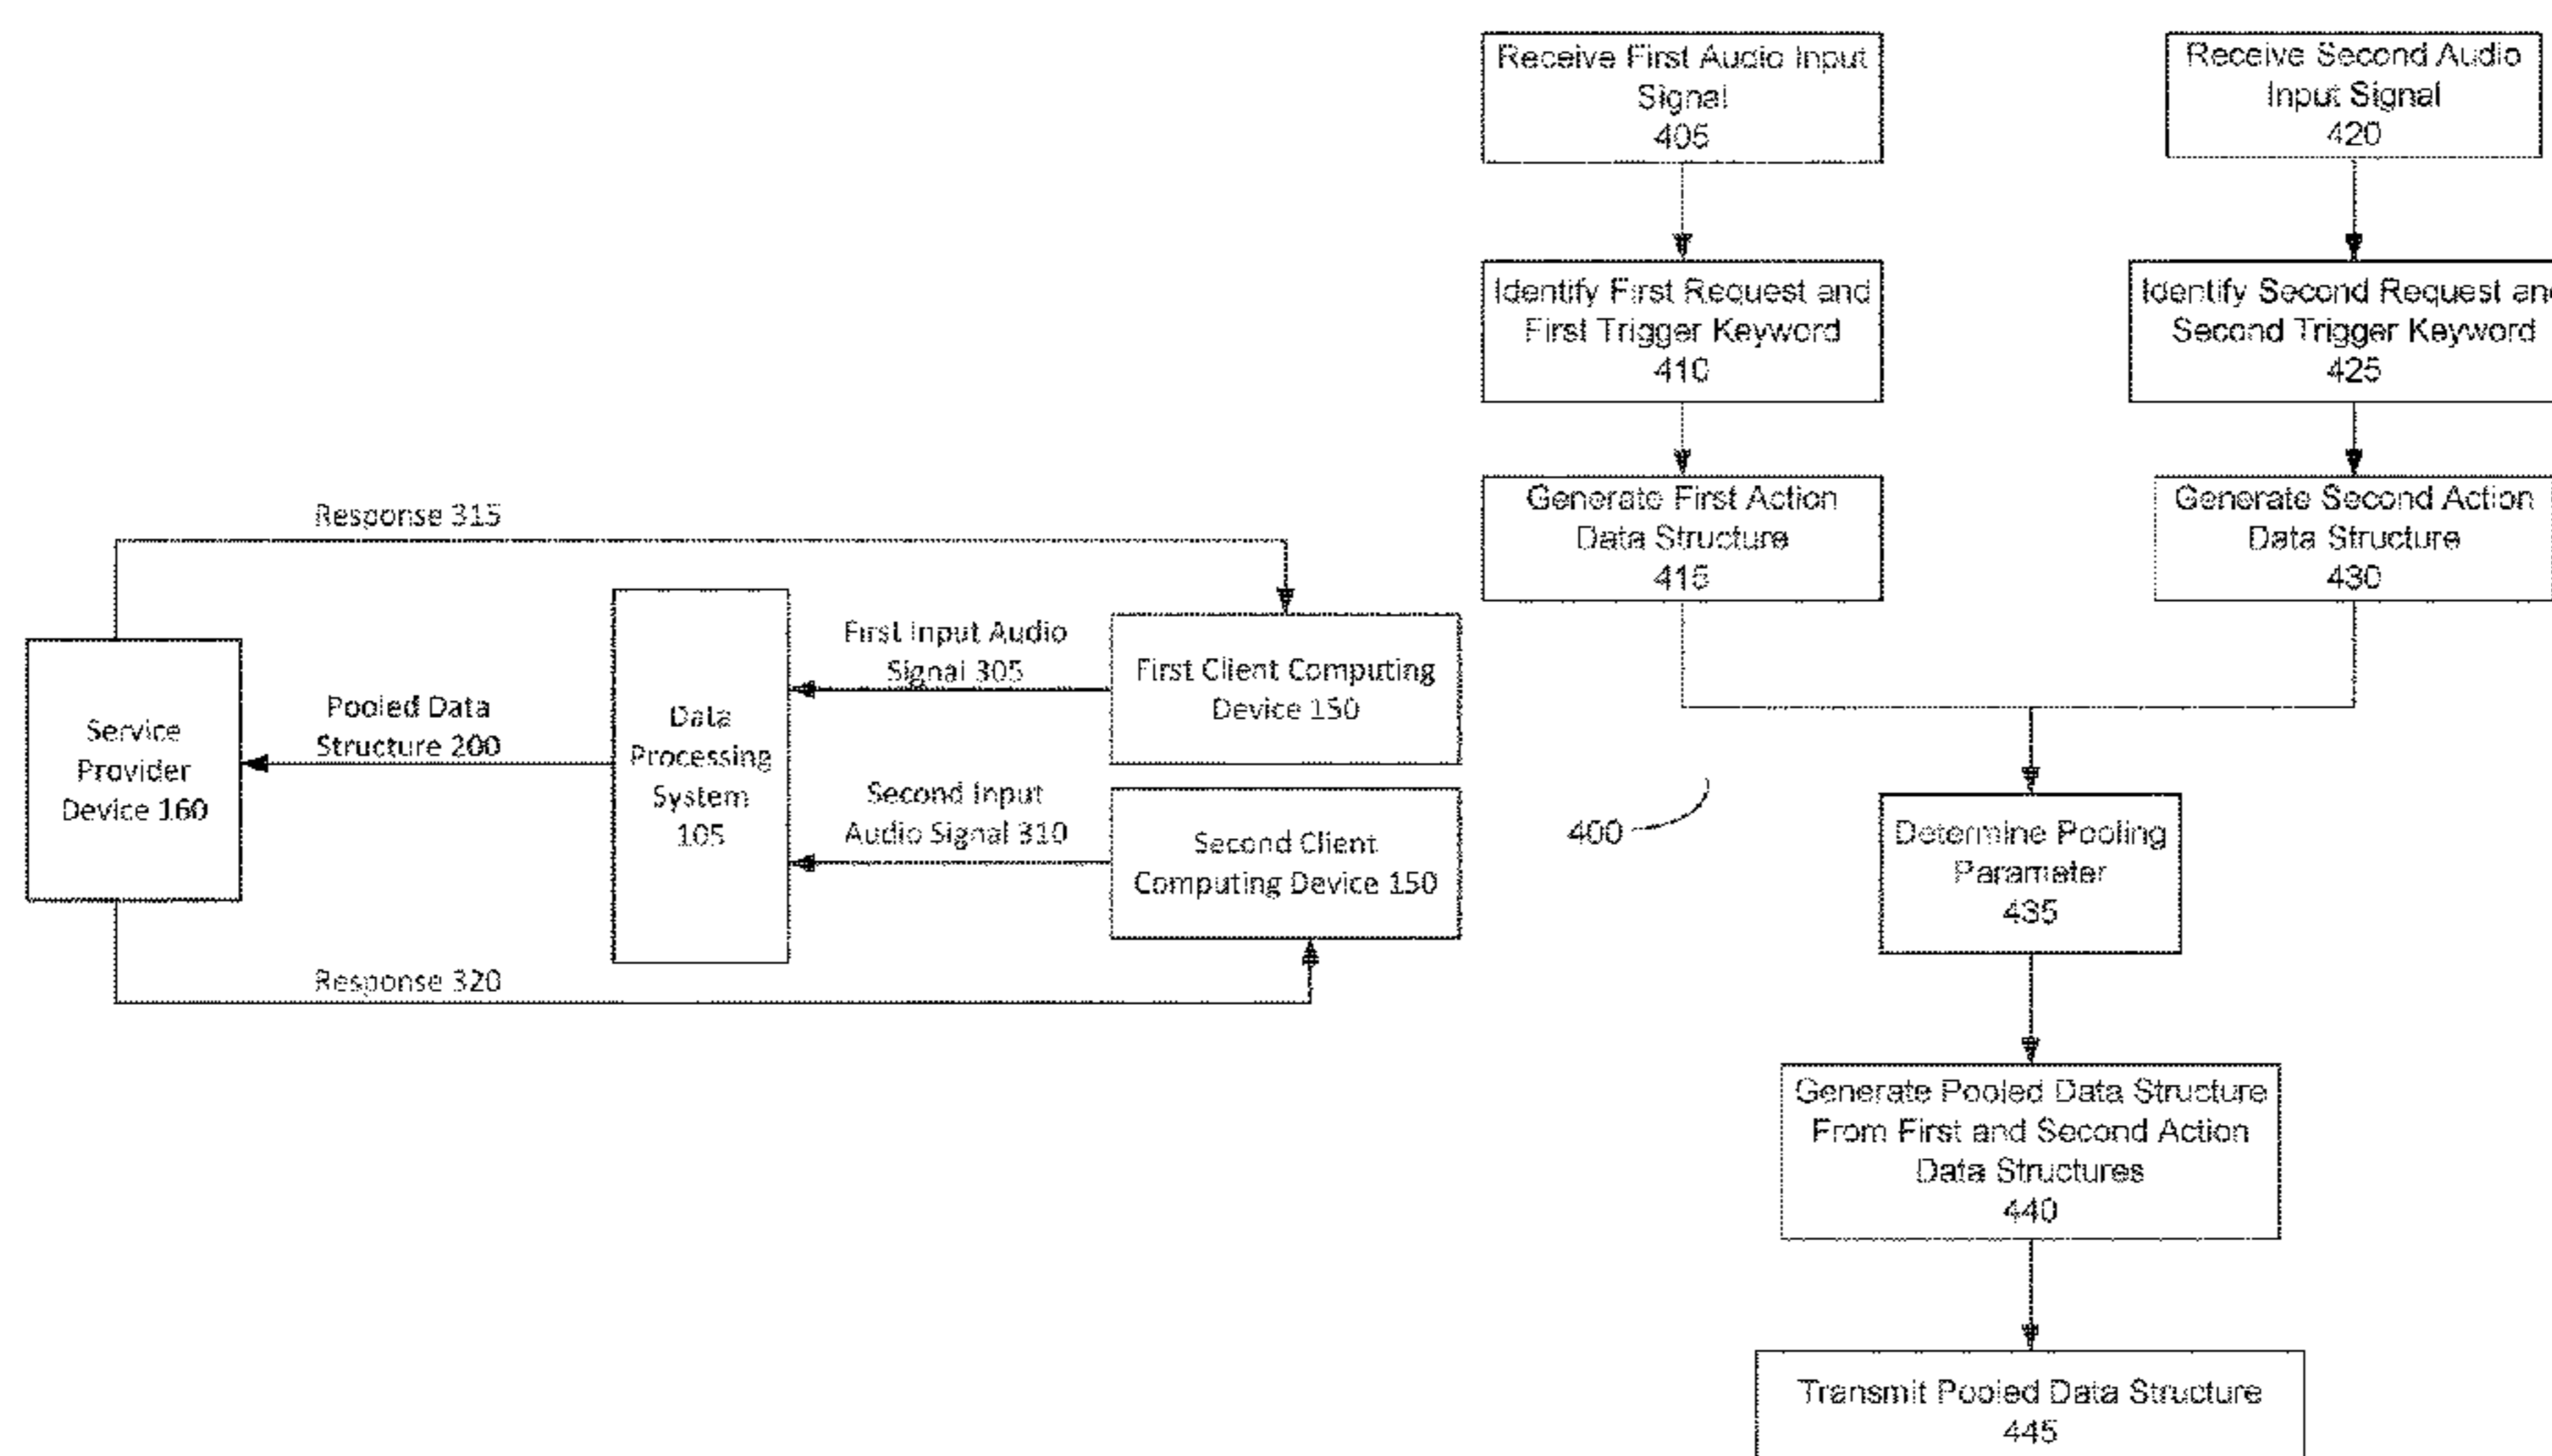 Response 315
Service
Provider
Device 160
Pooled Data
Structure 200
Data
Processing
System
105
First Input Audio
Signal 305
Second Input
Audio Signal 310
First Client Computing
Device 150
Second Client
Computing Device 150
Response 320
Receive First Audio Input
Signal
405
Identify First Request and
First Trigger Keyword
410
Generate First Action
Data Structure
415
Receive Second Audio
Input Signal
420
Identify Second Request and
Second Trigger Keyword
425
Generate Second Action
Data Structure
430
400
Determine Pooling
Parameter
435
Generate Pooled Data Structure
From First and Second Action
Data Structures
440
Transmit Pooled Data Structure
445